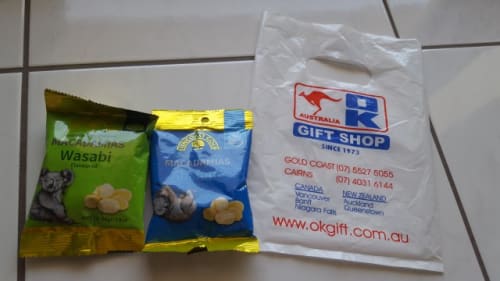 MACADAMIAS
Wasabi
MACADAMIAS
AUSTRALIA
OK
GIFT SHOP
SINCE 1973
GOLD COAST (07) 5527 5055
CAIRNS (07) 4031 6144
CANADA
Vancouver
Banff
Niagara Falls
NEW ZEALAND
Auckland
Queenstown
www.okgift.com.au